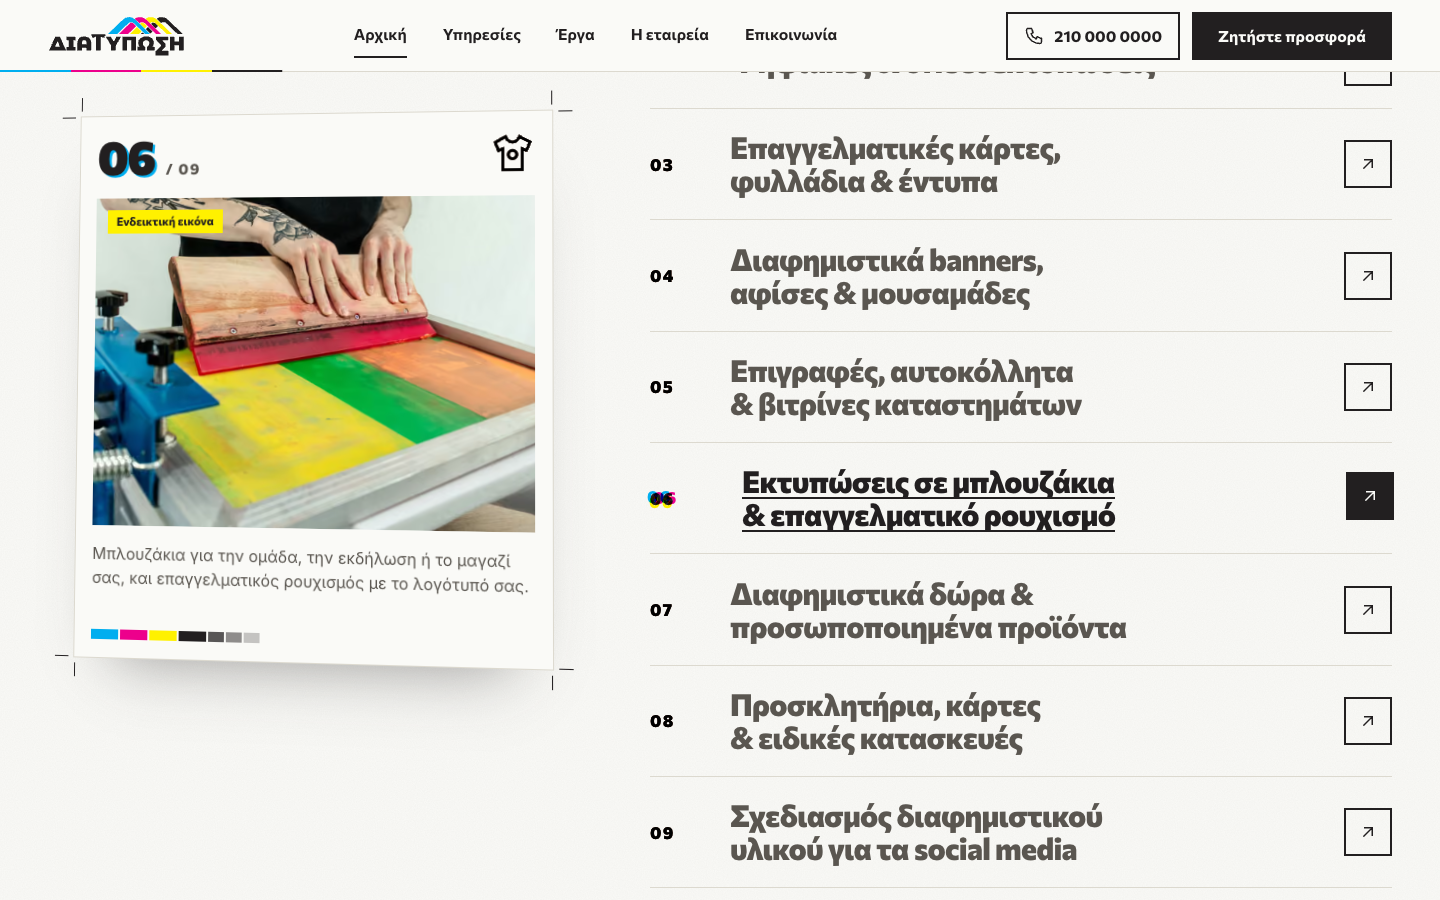 ΔΙΑΤΥΠΩΣΗ
Αρχική
Υπηρεσίες
Έργα
Η εταιρεία
Επικοινωνία
210 000 0000
Ζητήστε προσφορά
06 / 09
Ενδεικτική εικόνα
Μπλουζάκια για την ομάδα, την εκδήλωση ή το μαγαζί
σας, και επαγγελματικός ρουχισμός με το λογότυπό σας.
03
Επαγγελματικές κάρτες,
φυλλάδια & έντυπα
04
Διαφημιστικά banners,
αφίσες & μουσαμάδες
05
Επιγραφές, αυτοκόλλητα
& βιτρίνες καταστημάτων
06
Εκτυπώσεις σε μπλουζάκια
& επαγγελματικό ρουχισμό
07
Διαφημιστικά δώρα &
προσωποποιημένα προϊόντα
08
Προσκλητήρια, κάρτες
& ειδικές κατασκευές
09
Σχεδιασμός διαφημιστικού
υλικού για τα social media